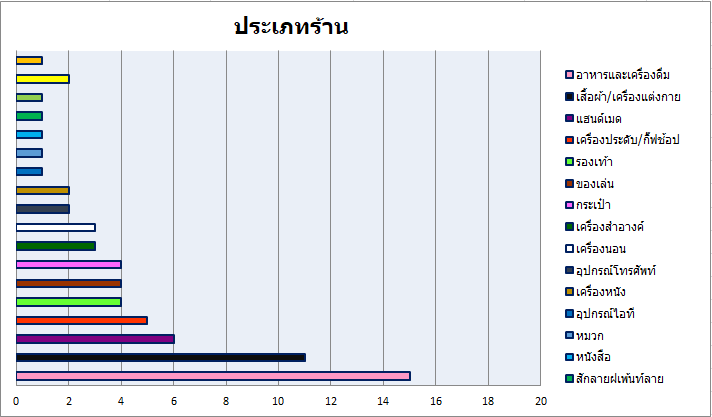 ประเภทร้าน
อาหารและเครื่องดื่ม
เสื้อผ้า/เครื่องแต่งกาย
แฮนด์เมด
เครื่องประดับ/กิ๊ฟช้อป
รองเท้า
ของเล่น
กระเป๋า
เครื่องสำอางค์
เครื่องนอน
อุปกรณ์โทรศัพท์
เครื่องหนัง
อุปกรณ์ไอที
หมวก
หนังสือ
สักลายฝเพ้นท์ลาย
0 2 4 6 8 10 12 14 16 18 20